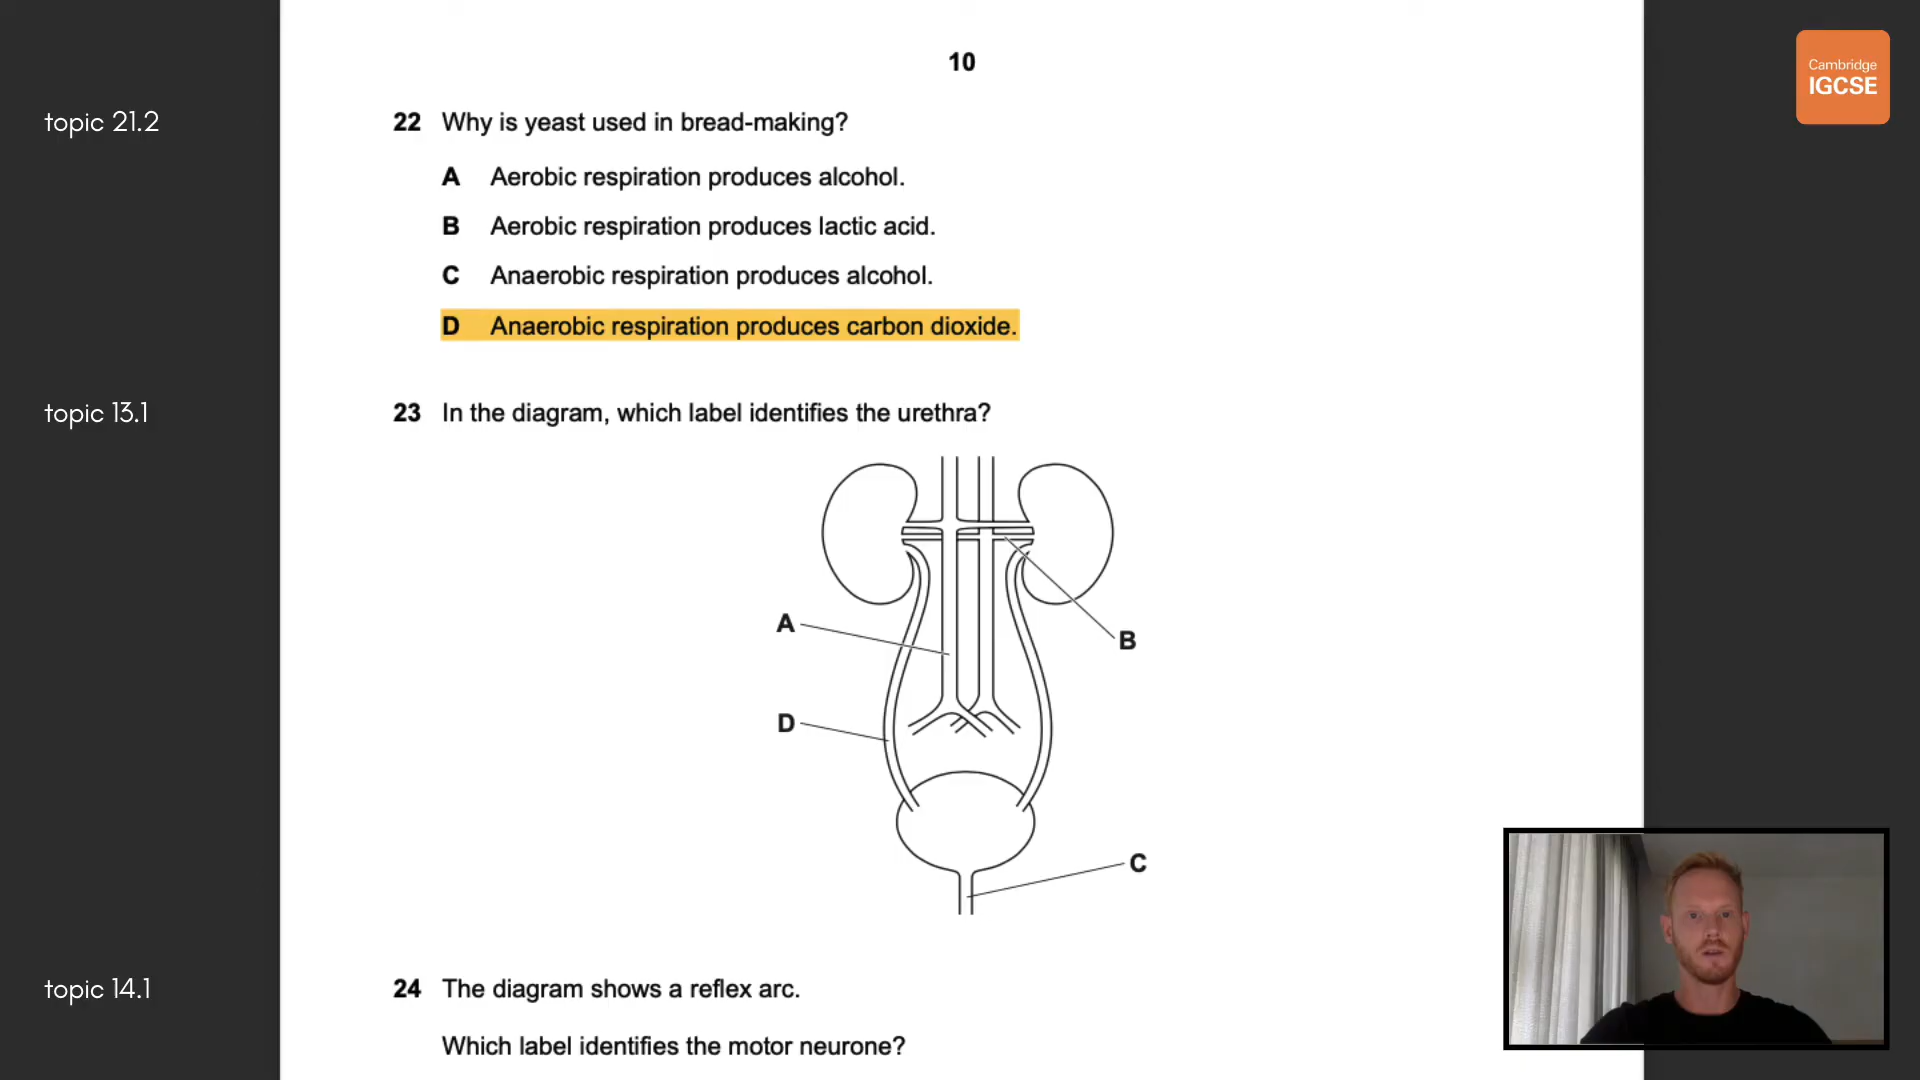 10
Cambridge
IGCSE
topic 21.2
22 Why is yeast used in bread-making?
A Aerobic respiration produces alcohol.
B Aerobic respiration produces lactic acid.
C Anaerobic respiration produces alcohol.
D Anaerobic respiration produces carbon dioxide.
topic 13.1
23 In the diagram, which label identifies the urethra?
A
B
D
C
topic 14.1
24 The diagram shows a reflex arc.
Which label identifies the motor neurone?